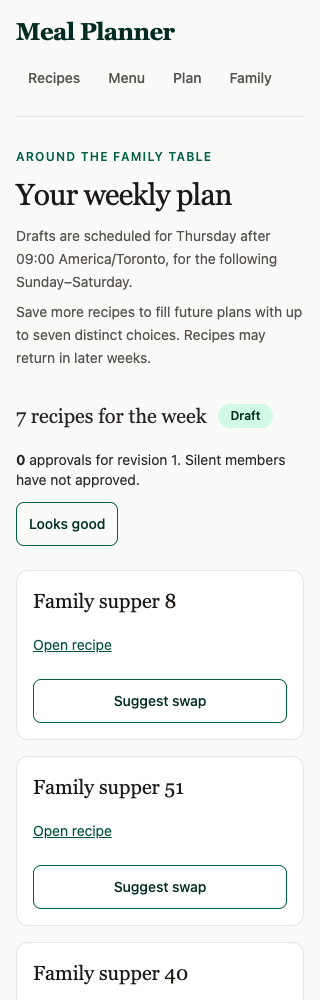 Meal Planner
Recipes Menu Plan Family
AROUND THE FAMILY TABLE
Your weekly plan
Drafts are scheduled for Thursday after
09:00 America/Toronto, for the following
Sunday–Saturday.
Save more recipes to fill future plans with up
to seven distinct choices. Recipes may
return in later weeks.
7 recipes for the week Draft
0 approvals for revision 1. Silent members
have not approved.
Looks good
Family supper 8
Open recipe
Suggest swap
Family supper 51
Open recipe
Suggest swap
Family supper 40